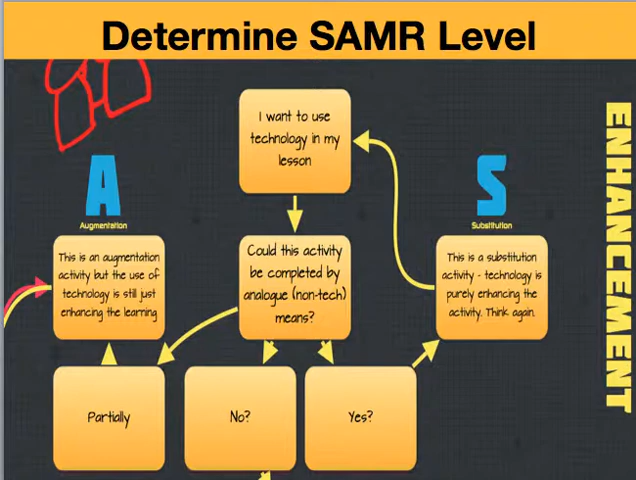 Determine SAMR Level
I want to use
technology in my
lesson
A
Augmentation
S
Substitution
ENHANCEMENT
This is an augmentation
activity but the use of
technology is still just
enhancing the learning
Could this activity
be completed by
analogue (non-tech)
means?
This is a substitution
activity - technology is
purely enhancing the
activity. Think again.
Partially
No?
Yes?